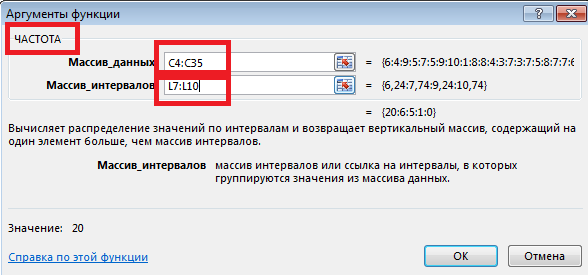 Аргументы функции
ЧАСТОТА
Массив_данных C4:C35 = {6:4:9:5:7:5:9:10:1:8:8:4:3:7:3:7:5:8:7:7:6
Массив_интервалов L7:L10 = {6,24:7,74:9,24:10,74}
= {20:6:5:1:0}
Вычисляет распределение значений по интервалам и возвращает вертикальный массив, содержащий на
один элемент больше, чем массив интервалов.
Массив_интервалов массив интервалов или ссылка на интервалы, в которых
группируются значения из массива данных.
Значение: 20
Справка по этой функции
OK
Отмена